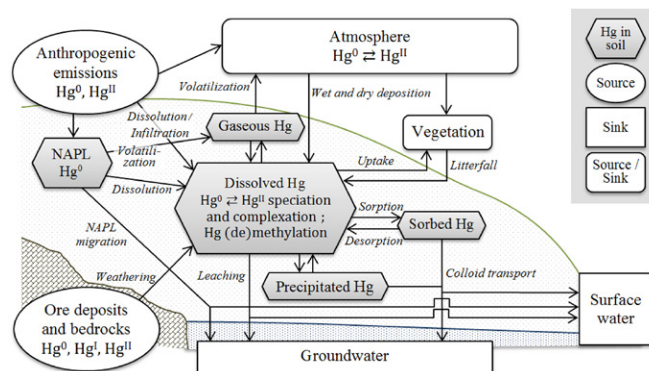 Anthropogenic
emissions
Hg⁰, Hgᴵᴵ
Atmosphere
Hg⁰ ⇄ Hgᴵᴵ
Volatilization
Wet and dry deposition
Dissolution/
Infiltration
Gaseous Hg
Vegetation
NAPL
Hg⁰
Volatili-
zation
Dissolution
Uptake
Litterfall
Dissolved Hg
Hg⁰ ⇄ Hgᴵᴵ speciation
and complexation ;
Hg (de)methylation
Sorption
Desorption
Sorbed Hg
NAPL
migration
Weathering
Leaching
Precipitated Hg
Colloid transport
Ore deposits
and bedrocks
Hg⁰, Hgᴵ, Hgᴵᴵ
Groundwater
Surface
water
Hg in
soil
Source
Sink
Source /
Sink